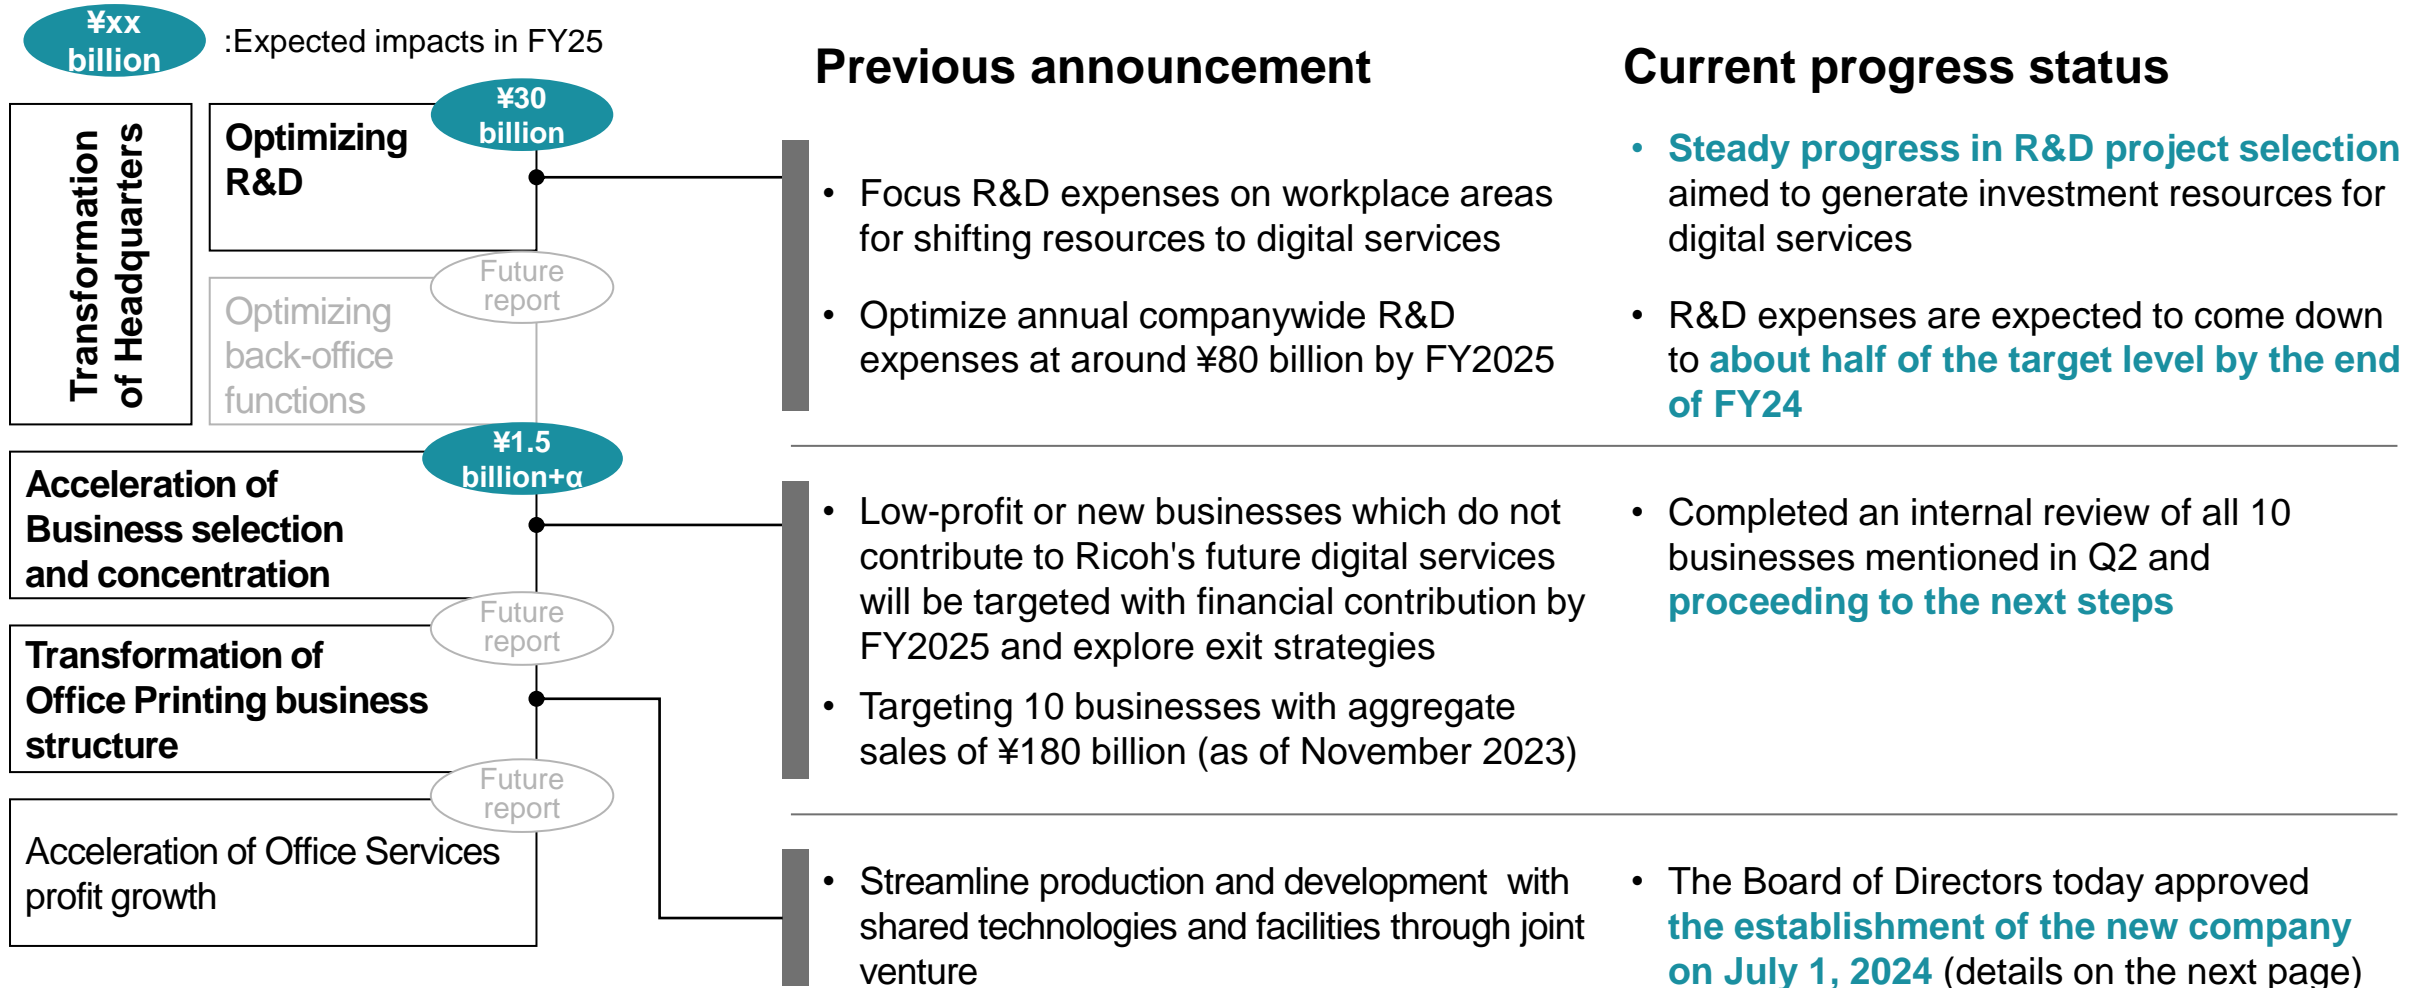 ¥xx
billion
:Expected impacts in FY25
Previous announcement
Current progress status
Transformation
of Headquarters
Optimizing
R&D
¥30
billion
• Focus R&D expenses on workplace areas
for shifting resources to digital services
• Optimize annual companywide R&D
expenses at around ¥80 billion by FY2025
• Steady progress in R&D project selection
aimed to generate investment resources for
digital services
• R&D expenses are expected to come down
to about half of the target level by the end
of FY24
Optimizing
back-office
functions
Future
report
Acceleration of
Business selection
and concentration
¥1.5
billion+α
• Low-profit or new businesses which do not
contribute to Ricoh's future digital services
will be targeted with financial contribution by
FY2025 and explore exit strategies
• Targeting 10 businesses with aggregate
sales of ¥180 billion (as of November 2023)
• Completed an internal review of all 10
businesses mentioned in Q2 and
proceeding to the next steps
Transformation of
Office Printing business
structure
Future
report
• Streamline production and development  with
shared technologies and facilities through joint
venture
• The Board of Directors today approved
the establishment of the new company
on July 1, 2024 (details on the next page)
Acceleration of Office Services
profit growth
Future
report